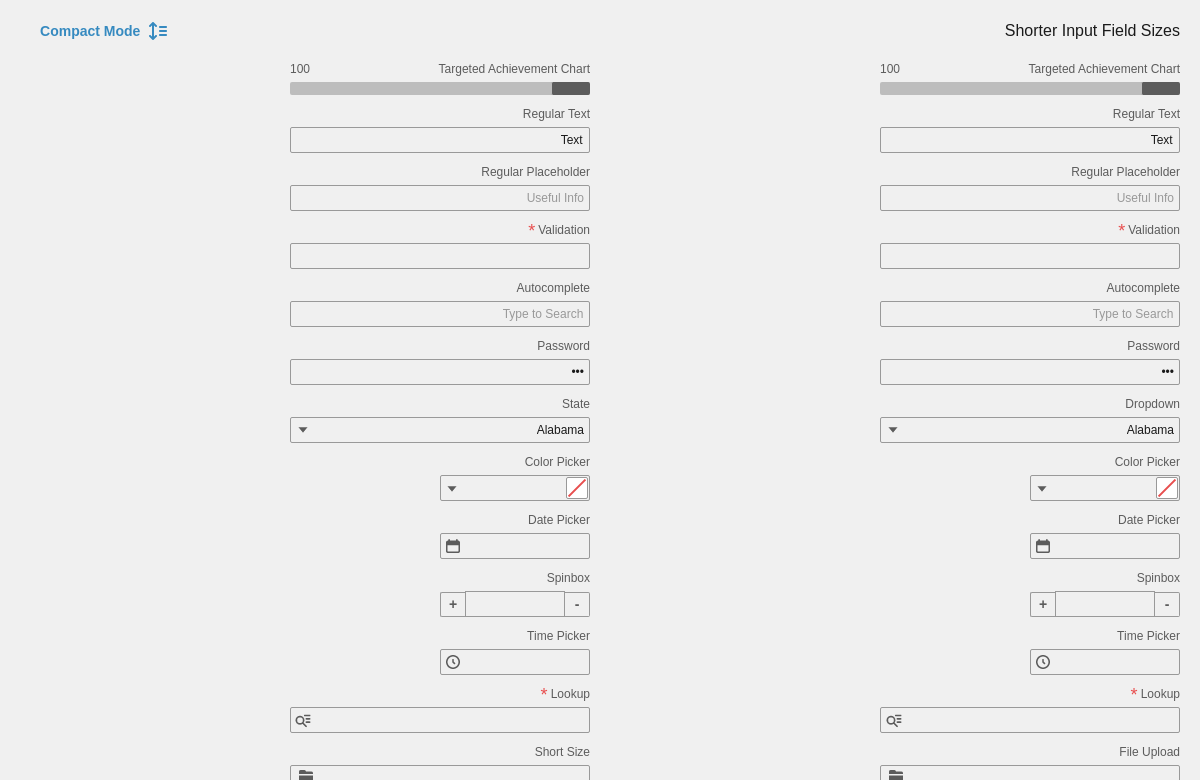 Compact Mode
Shorter Input Field Sizes
100 Targeted Achievement Chart
Regular Text
Text
Regular Placeholder
Useful Info
* Validation
Autocomplete
Type to Search
Password
•••
State
Alabama
Color Picker
Date Picker
Spinbox
+ -
Time Picker
* Lookup
Short Size
100 Targeted Achievement Chart
Regular Text
Text
Regular Placeholder
Useful Info
* Validation
Autocomplete
Type to Search
Password
•••
Dropdown
Alabama
Color Picker
Date Picker
Spinbox
+ -
Time Picker
* Lookup
File Upload